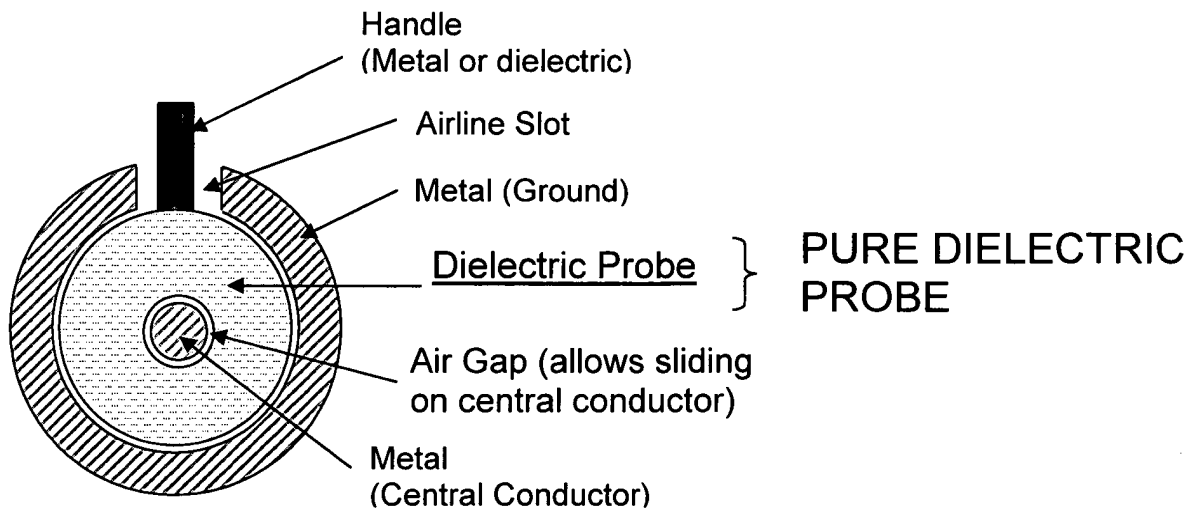 Handle
(Metal or dielectric)
Airline Slot
Metal (Ground)
Dielectric Probe
PURE DIELECTRIC
PROBE
Air Gap (allows sliding
on central conductor)
Metal
(Central Conductor)